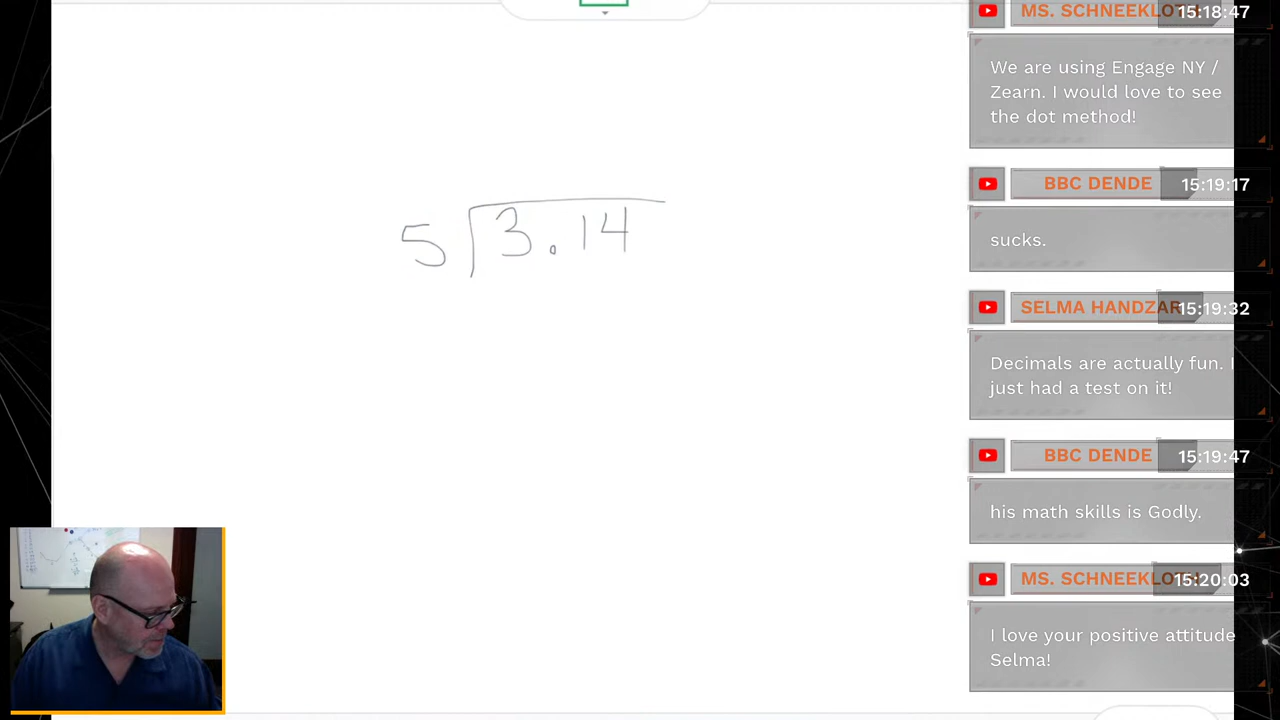 5 3.14
MS. SCHNEEKLOTH 15:18:47
We are using Engage NY /
Zearn. I would love to see
the dot method!
BBC DENDE 15:19:17
sucks.
SELMA HANDZAR 15:19:32
Decimals are actually fun. I
just had a test on it!
BBC DENDE 15:19:47
his math skills is Godly.
MS. SCHNEEKLOTH 15:20:03
I love your positive attitude
Selma!